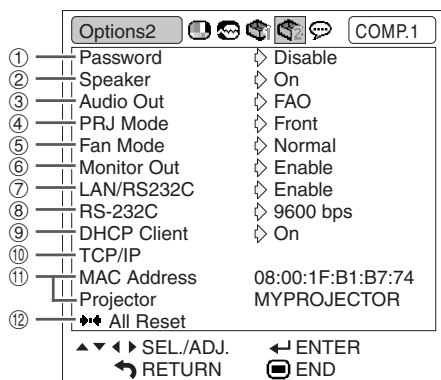 Options2 COMP.1
① Password Disable
② Speaker On
③ Audio Out FAO
④ PRJ Mode Front
⑤ Fan Mode Normal
⑥ Monitor Out Enable
⑦ LAN/RS232C Enable
⑧ RS-232C 9600 bps
⑨ DHCP Client On
⑩ TCP/IP
⑪ MAC Address 08:00:1F:B1:B7:74
Projector MYPROJECTOR
⑫ All Reset
SEL./ADJ. ENTER
RETURN END